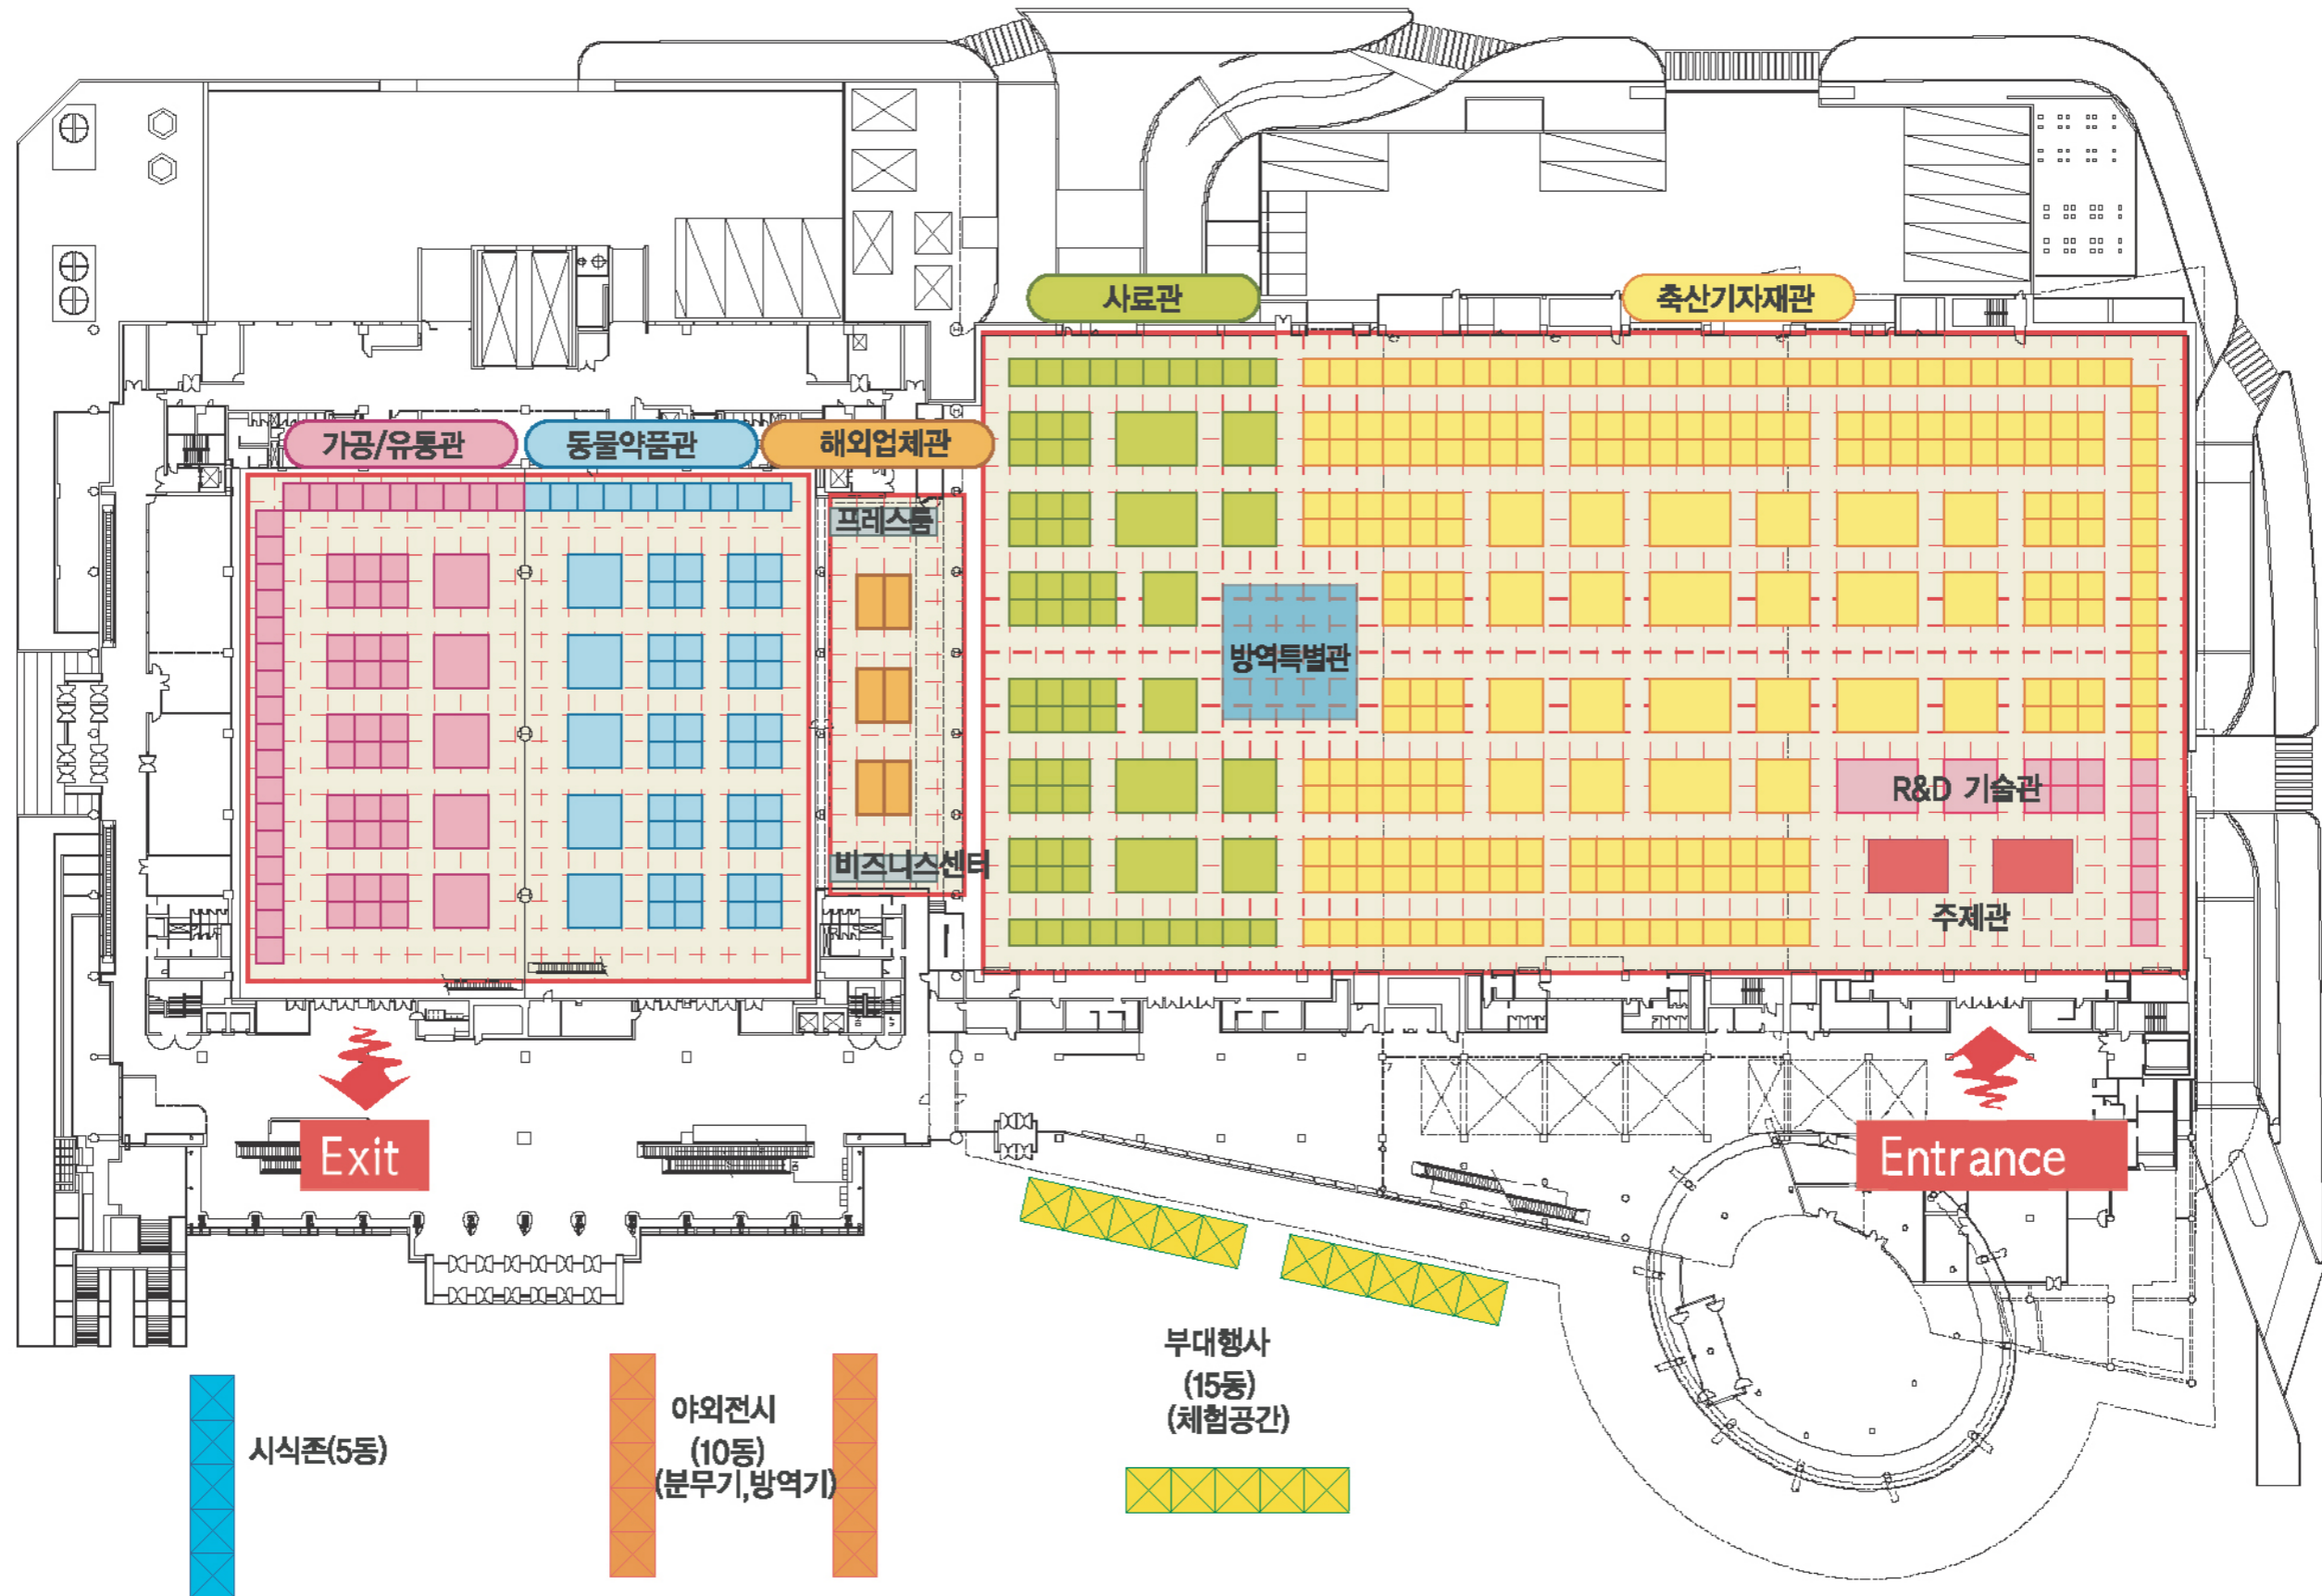 사료관
축산기자재관
가공/유통관
동물약품관
해외업체관
프레스룸
방역특별관
R&D 기술관
비즈니스센터
주제관
Exit
Entrance
부대행사
(15동)
(체험공간)
야외전시
(10동)
(분무기,방역기)
시식존(5동)